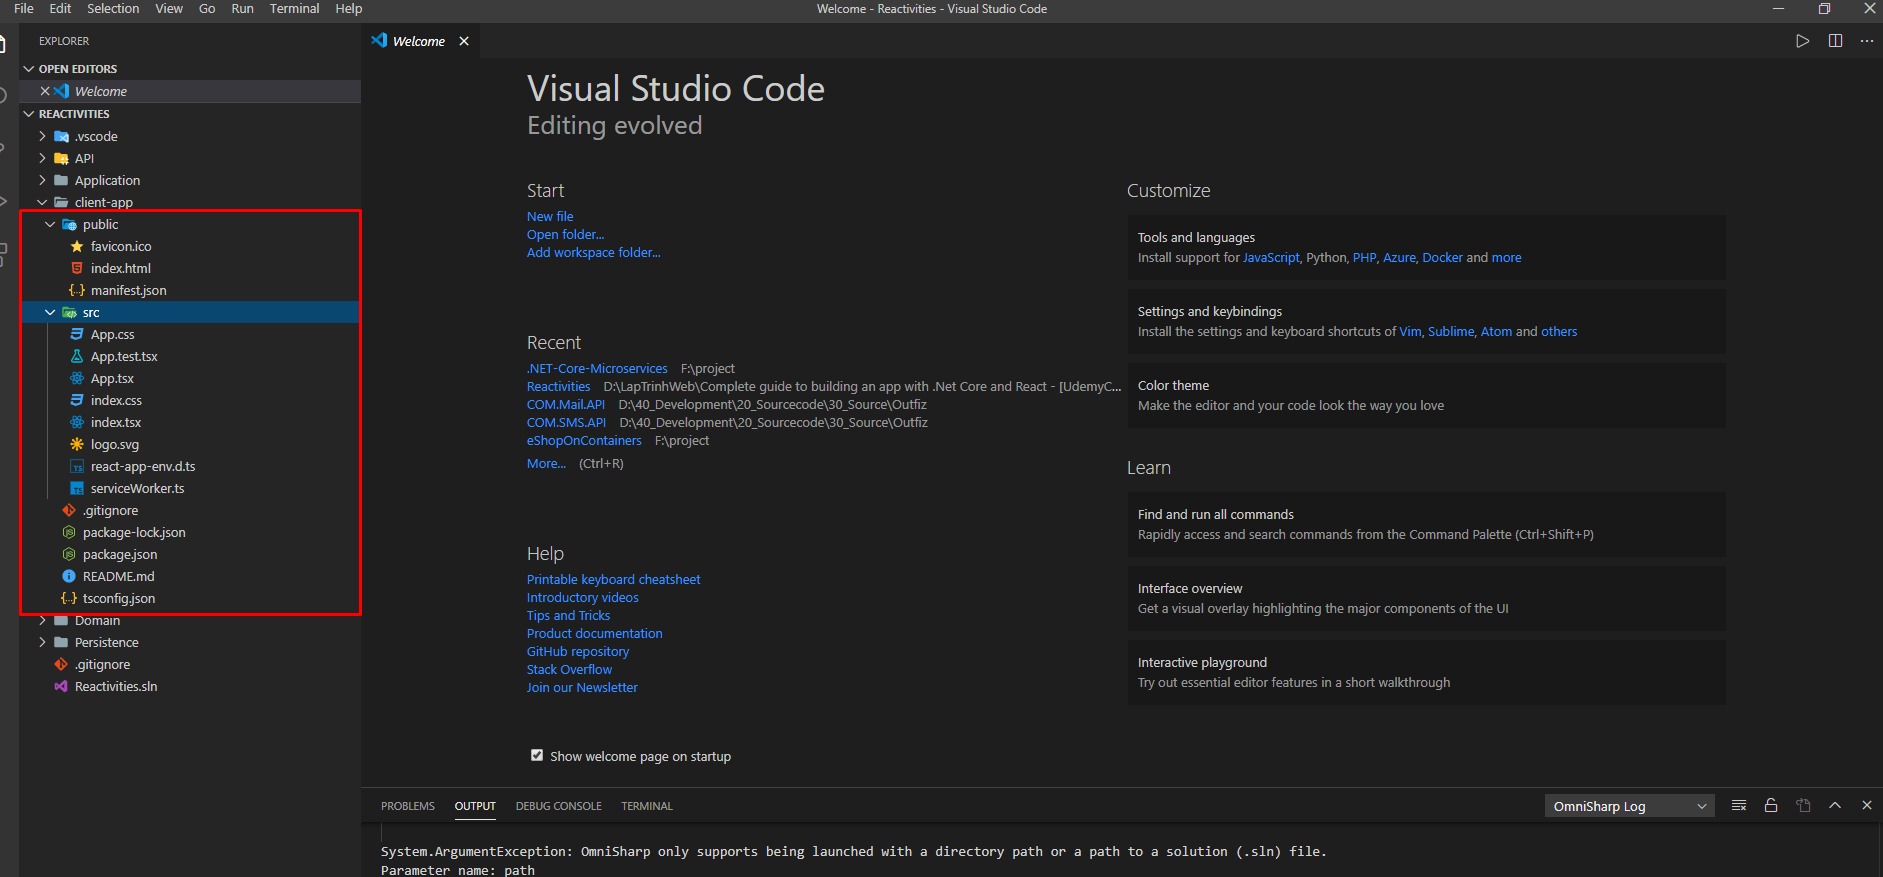 File Edit Selection View Go Run Terminal Help
Welcome - Reactivities - Visual Studio Code
EXPLORER
OPEN EDITORS
Welcome
REACTIVITIES
.vscode
API
Application
client-app
public
favicon.ico
index.html
manifest.json
src
App.css
App.test.tsx
App.tsx
index.css
index.tsx
logo.svg
react-app-env.d.ts
serviceWorker.ts
.gitignore
package-lock.json
package.json
README.md
tsconfig.json
Domain
Persistence
.gitignore
Reactivities.sln
Welcome
Visual Studio Code
Editing evolved
Start
New file
Open folder...
Add workspace folder...
Recent
.NET-Core-Microservices F:\project
Reactivities D:\LapTrinhWeb\Complete guide to building an app with .Net Core and React - [UdemyC...
COM.Mail.API D:\40_Development\20_Sourcecode\30_Source\Outfiz
COM.SMS.API D:\40_Development\20_Sourcecode\30_Source\Outfiz
eShopOnContainers F:\project
More... (Ctrl+R)
Help
Printable keyboard cheatsheet
Introductory videos
Tips and Tricks
Product documentation
GitHub repository
Stack Overflow
Join our Newsletter
Show welcome page on startup
Customize
Tools and languages
Install support for JavaScript, Python, PHP, Azure, Docker and more
Settings and keybindings
Install the settings and keyboard shortcuts of Vim, Sublime, Atom and others
Color theme
Make the editor and your code look the way you love
Learn
Find and run all commands
Rapidly access and search commands from the Command Palette (Ctrl+Shift+P)
Interface overview
Get a visual overlay highlighting the major components of the UI
Interactive playground
Try out essential editor features in a short walkthrough
PROBLEMS OUTPUT DEBUG CONSOLE TERMINAL
OmniSharp Log
System.ArgumentException: OmniSharp only supports being launched with a directory path or a path to a solution (.sln) file.
Parameter name: path